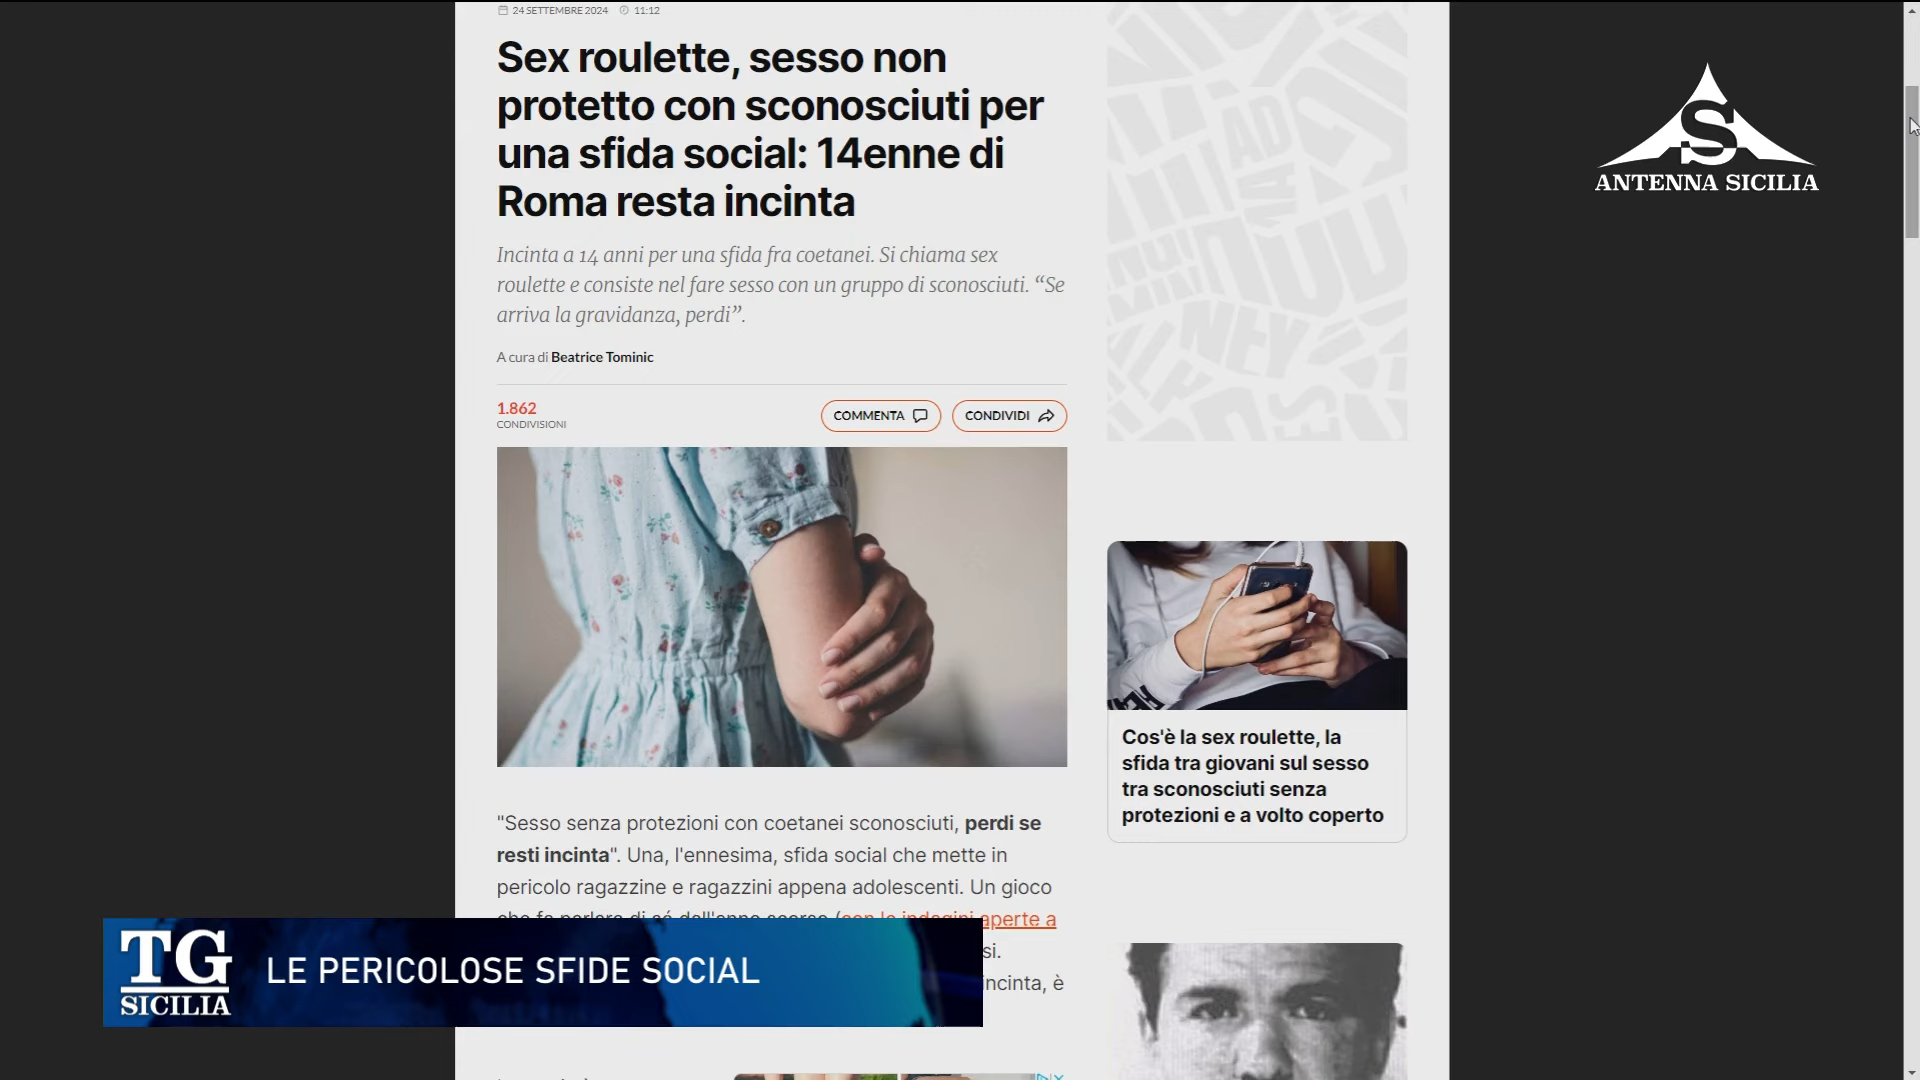 24 SETTEMBRE 2024 11:12
Sex roulette, sesso non
protetto con sconosciuti per
una sfida social: 14enne di
Roma resta incinta
Incinta a 14 anni per una sfida fra coetanei. Si chiama sex
roulette e consiste nel fare sesso con un gruppo di sconosciuti. “Se
arriva la gravidanza, perdi”.
A cura di Beatrice Tominic
1.862
CONDIVISIONI
COMMENTA
CONDIVIDI
"Sesso senza protezioni con coetanei sconosciuti, perdi se
resti incinta". Una, l'ennesima, sfida social che mette in
pericolo ragazzine e ragazzini appena adolescenti. Un gioco
aperte a
si.
incinta, è
Cos'è la sex roulette, la
sfida tra giovani sul sesso
tra sconosciuti senza
protezioni e a volto coperto
S
ANTENNA SICILIA
TG
SICILIA
LE PERICOLOSE SFIDE SOCIAL